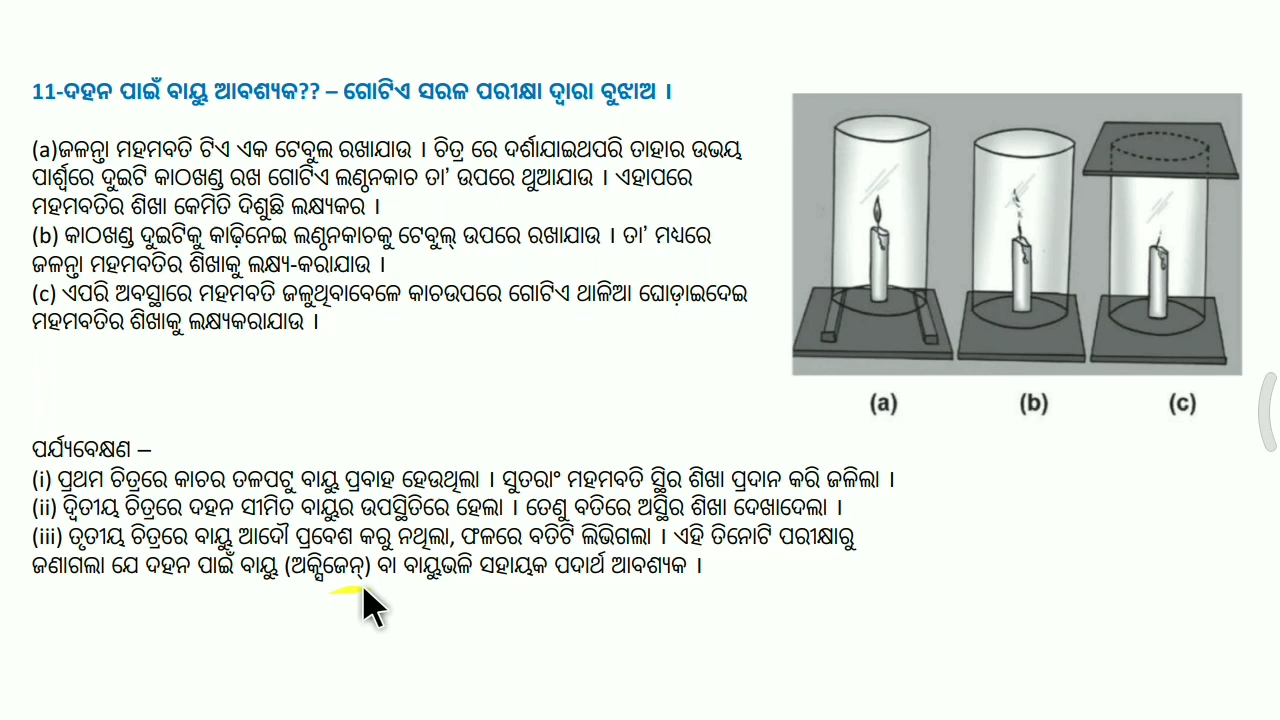 11-ଦହନ ପାଇଁ ବାୟୁ ଆବଶ୍ୟକ?? – ଗୋଟିଏ ସରଳ ପରୀକ୍ଷା ଦ୍ୱାରା ବୁଝାଅ ।
(a)ଜଳନ୍ତା ମହମବତି ଟିଏ ଏକ ଟେବୁଲ ରଖାଯାଉ । ଚିତ୍ର ରେ ଦର୍ଶାଯାଇଥପରି ତାହାର ଉଭୟ
ପାର୍ଶ୍ୱରେ ଦୁଇଟି କାଠଖଣ୍ଡ ରଖ ଗୋଟିଏ ଲଣ୍ଠନକାଚ ତା’ ଉପରେ ଥୁଆଯାଉ । ଏହାପରେ
ମହମବତିର ଶିଖା କେମିତି ଦିଶୁଛି ଲକ୍ଷ୍ୟକର ।
(b) କାଠଖଣ୍ଡ ଦୁଇଟିକୁ କାଢ଼ିନେଇ ଲଣ୍ଠନକାଚକୁ ଟେବୁଲ୍ ଉପରେ ରଖାଯାଉ । ତା’ ମଧ୍ୟରେ
ଜଳନ୍ତା ମହମବତିର ଶିଖାକୁ ଲକ୍ଷ୍ୟ-କରାଯାଉ ।
(c) ଏପରି ଅବସ୍ଥାରେ ମହମବତି ଜଳୁଥିବାବେଳେ କାଚଉପରେ ଗୋଟିଏ ଥାଳିଆ ଘୋଡ଼ାଇଦେଇ
ମହମବତିର ଶିଖାକୁ ଲକ୍ଷ୍ୟକରାଯାଉ ।
(a) (b) (c)
ପର୍ଯ୍ୟବେକ୍ଷଣ –
(i) ପ୍ରଥମ ଚିତ୍ରରେ କାଚର ତଳପଟୁ ବାୟୁ ପ୍ରବାହ ହେଉଥିଲା । ସୁତରାଂ ମହମବତି ସ୍ଥିର ଶିଖା ପ୍ରଦାନ କରି ଜଳିଲା ।
(ii) ଦ୍ୱିତୀୟ ଚିତ୍ରରେ ଦହନ ସୀମିତ ବାୟୁର ଉପସ୍ଥିତିରେ ହେଲା । ତେଣୁ ବତିରେ ଅସ୍ଥିର ଶିଖା ଦେଖାଦେଲା ।
(iii) ତୃତୀୟ ଚିତ୍ରରେ ବାୟୁ ଆଦୌ ପ୍ରବେଶ କରୁ ନଥିଲା, ଫଳରେ ବତିଟି ଲିଭିଗଲା । ଏହି ତିନୋଟି ପରୀକ୍ଷାରୁ
ଜଣାଗଲା ଯେ ଦହନ ପାଇଁ ବାୟୁ (ଅକ୍ସିଜେନ୍) ବା ବାୟୁଭଳି ସହାୟକ ପଦାର୍ଥ ଆବଶ୍ୟକ ।